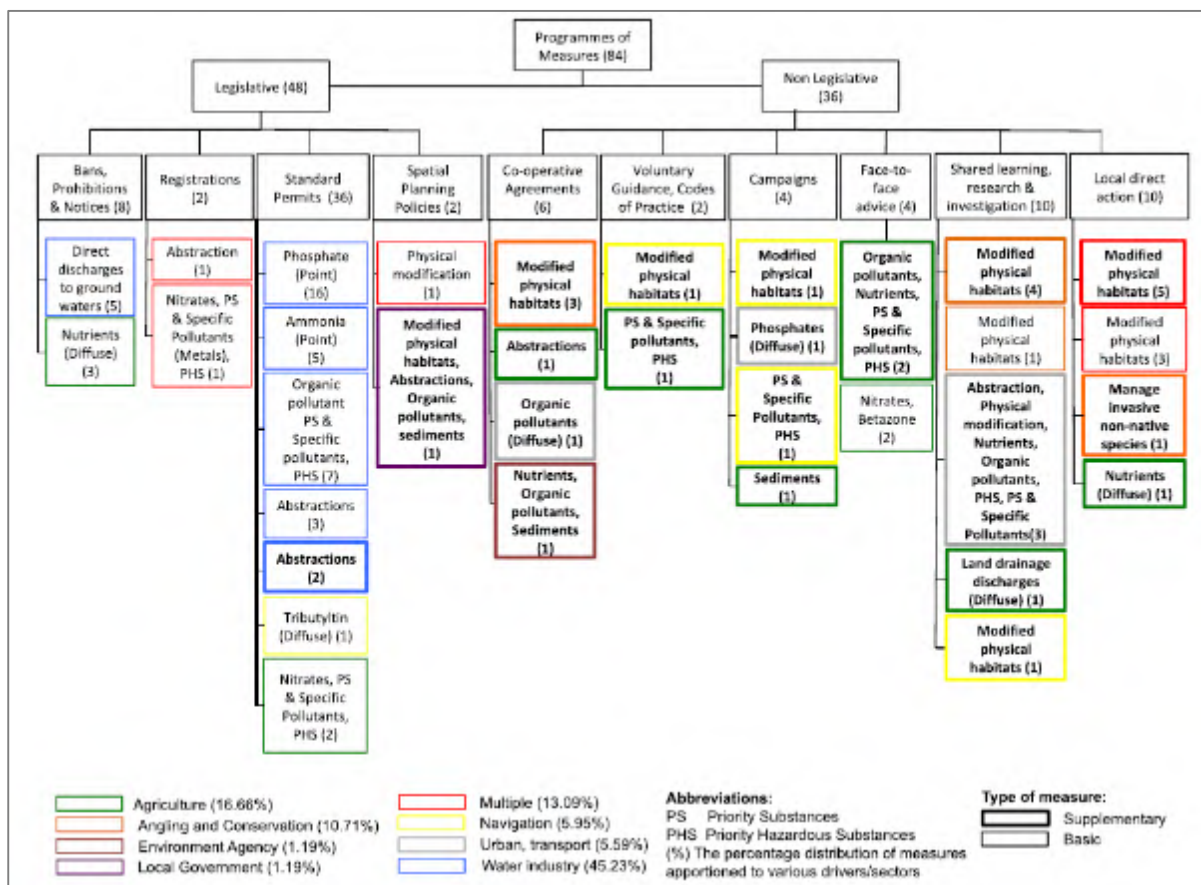 Programmes of
Measures (84)
Legislative (48)
Non Legislative
(36)
Bans,
Prohibitions
& Notices (8)
Registrations
(2)
Standard
Permits (36)
Spatial
Planning
Policies (2)
Co-operative
Agreements
(6)
Voluntary
Guidance, Codes
of Practice (2)
Campaigns
(4)
Face-to-
face
advice (4)
Shared learning,
research &
investigation (10)
Local direct
action (10)
Direct
discharges
to ground
waters (5)
Nutrients
(Diffuse)
(3)
Abstraction
(1)
Nitrates, PS
& Specific
Pollutants
(Metals),
PHS (1)
Phosphate
(Point)
(16)
Ammonia
(Point)
(5)
Organic
pollutant
PS &
Specific
pollutants,
PHS (7)
Abstractions
(3)
Abstractions
(2)
Tributyltin
(Diffuse) (1)
Nitrates, PS
& Specific
Pollutants,
PHS (2)
Physical
modification
(1)
Modified
physical
habitats,
Abstractions,
Organic
pollutants,
sediments
(1)
Modified
physical
habitats (3)
Abstractions
(1)
Organic
pollutants
(Diffuse) (1)
Nutrients,
Organic
pollutants,
Sediments
(1)
Modified
physical
habitats (1)
PS & Specific
pollutants,
PHS
(1)
Modified
physical
habitats (1)
Phosphates
(Diffuse) (1)
PS &
Specific
Pollutants,
PHS
(1)
Sediments
(1)
Organic
pollutants,
Nutrients,
PS &
Specific
pollutants,
PHS (2)
Nitrates,
Betazone
(2)
Modified
physical
habitats (4)
Modified
physical
habitats (1)
Abstraction,
Physical
modification,
Nutrients,
Organic
pollutants,
PHS, PS &
Specific
Pollutants(3)
Land drainage
discharges
(Diffuse) (1)
Modified
physical
habitats (1)
Modified
physical
habitats (5)
Modified
physical
habitats (3)
Manage
invasive
non-native
species (1)
Nutrients
(Diffuse) (1)
Agriculture (16.66%)
Angling and Conservation (10.71%)
Environment Agency (1.19%)
Local Government (1.19%)
Multiple (13.09%)
Navigation (5.95%)
Urban, transport (5.59%)
Water industry (45.23%)
Abbreviations:
PS Priority Substances
PHS Priority Hazardous Substances
(%) The percentage distribution of measures
apportioned to various drivers/sectors
Type of measure:
Supplementary
Basic